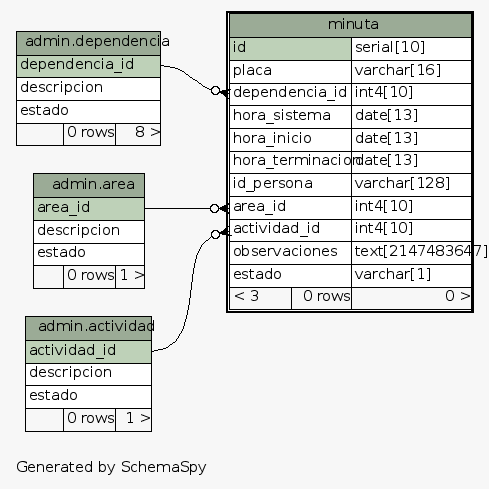 admin.dependencia
dependencia_id
descripcion
estado
0 rows 8 >
admin.area
area_id
descripcion
estado
0 rows 1 >
admin.actividad
actividad_id
descripcion
estado
0 rows 1 >
minuta
id serial[10]
placa varchar[16]
dependencia_id int4[10]
hora_sistema date[13]
hora_inicio date[13]
hora_terminacion date[13]
id_persona varchar[128]
area_id int4[10]
actividad_id int4[10]
observaciones text[2147483647]
estado varchar[1]
< 3 0 rows 0 >
Generated by SchemaSpy